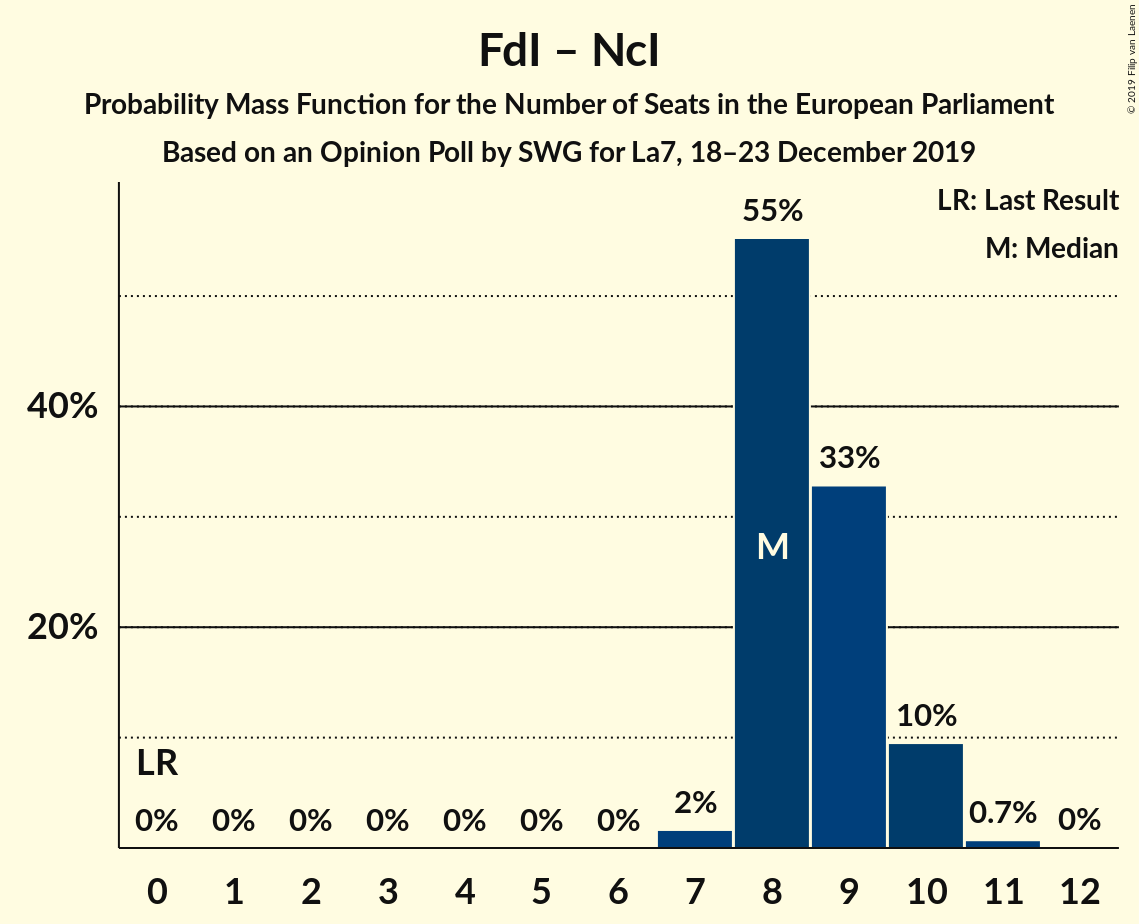 FdI – NcI
Probability Mass Function for the Number of Seats in the European Parliament
Based on an Opinion Poll by SWG for La7, 18–23 December 2019
© 2019 Filip van Laenen
LR: Last Result
M: Median
55%
40%
33%
M
20%
10%
LR
0% 0% 0% 0% 0% 0% 0% 2% 0.7% 0%
0 1 2 3 4 5 6 7 8 9 10 11 12